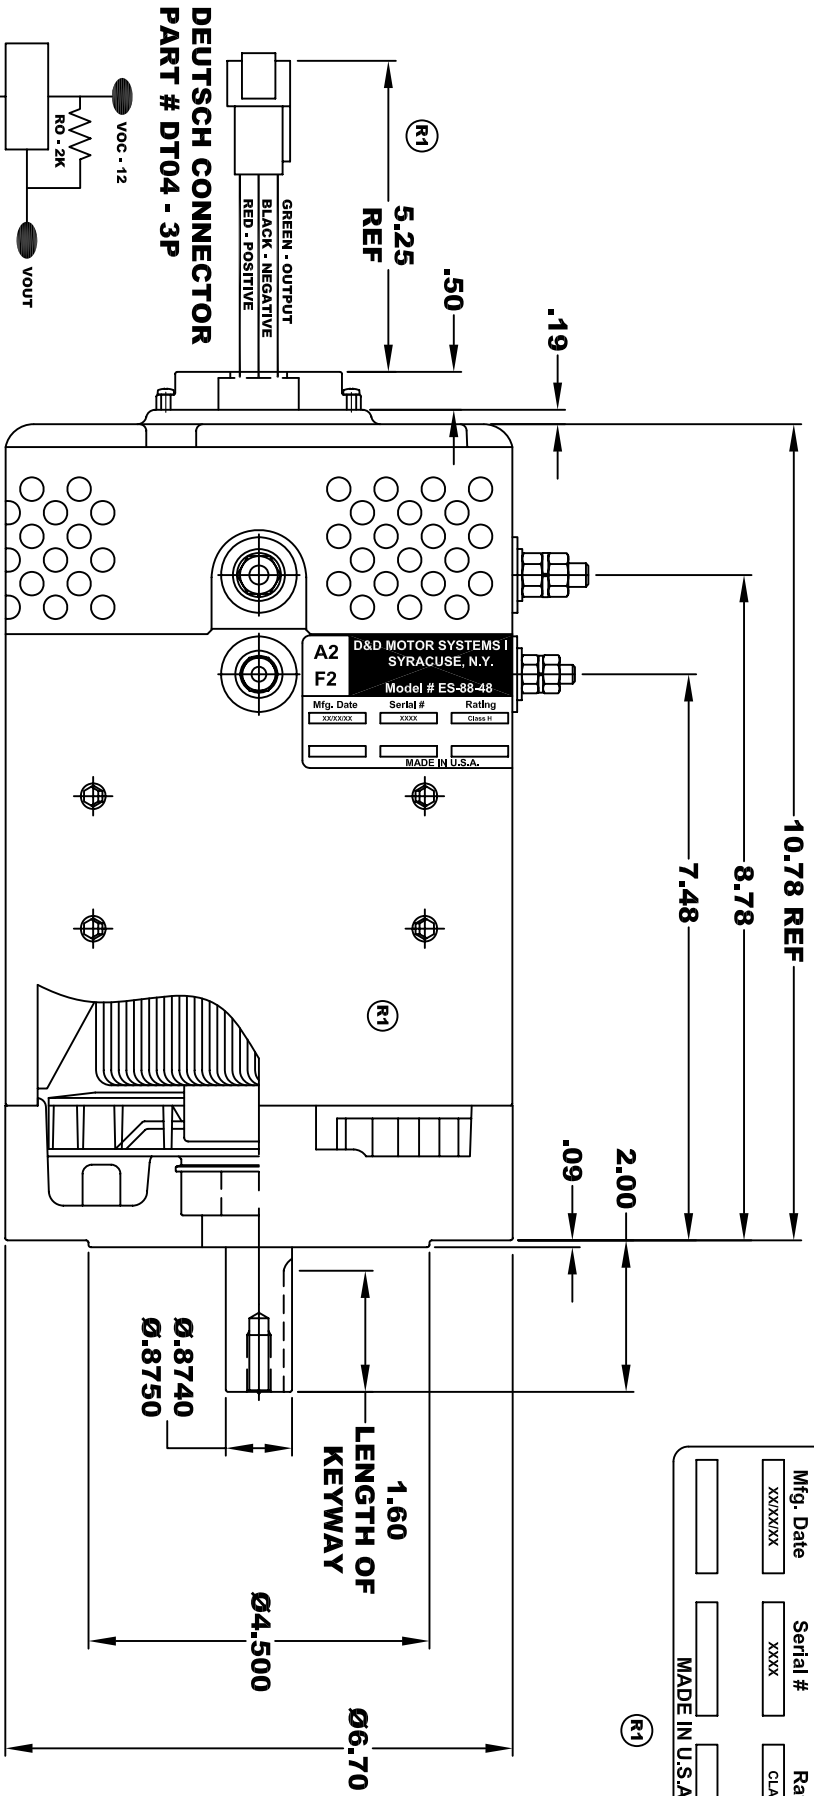 DEUTSCH CONNECTOR
PART # DT04 - 3P
VOC - 12
RO - 2K
VOUT
GREEN - OUTPUT
BLACK - NEGATIVE
RED - POSITIVE
R1
5.25
REF
.50
.19
10.78 REF
8.78
7.48
A2
F2
D&D MOTOR SYSTEMS I
SYRACUSE, N.Y.
Model # ES-88-48
Mfg. Date
Serial #
Rating
XX/XX/XX
XXXX
Class H
MADE IN U.S.A.
R1
2.00
.09
Ø.8740
Ø.8750
1.60
LENGTH OF
KEYWAY
Ø4.500
Ø6.70
Mfg. Date
Serial #
Ra
XX/XX/XX
XXXX
CLA
MADE IN U.S.A
R1